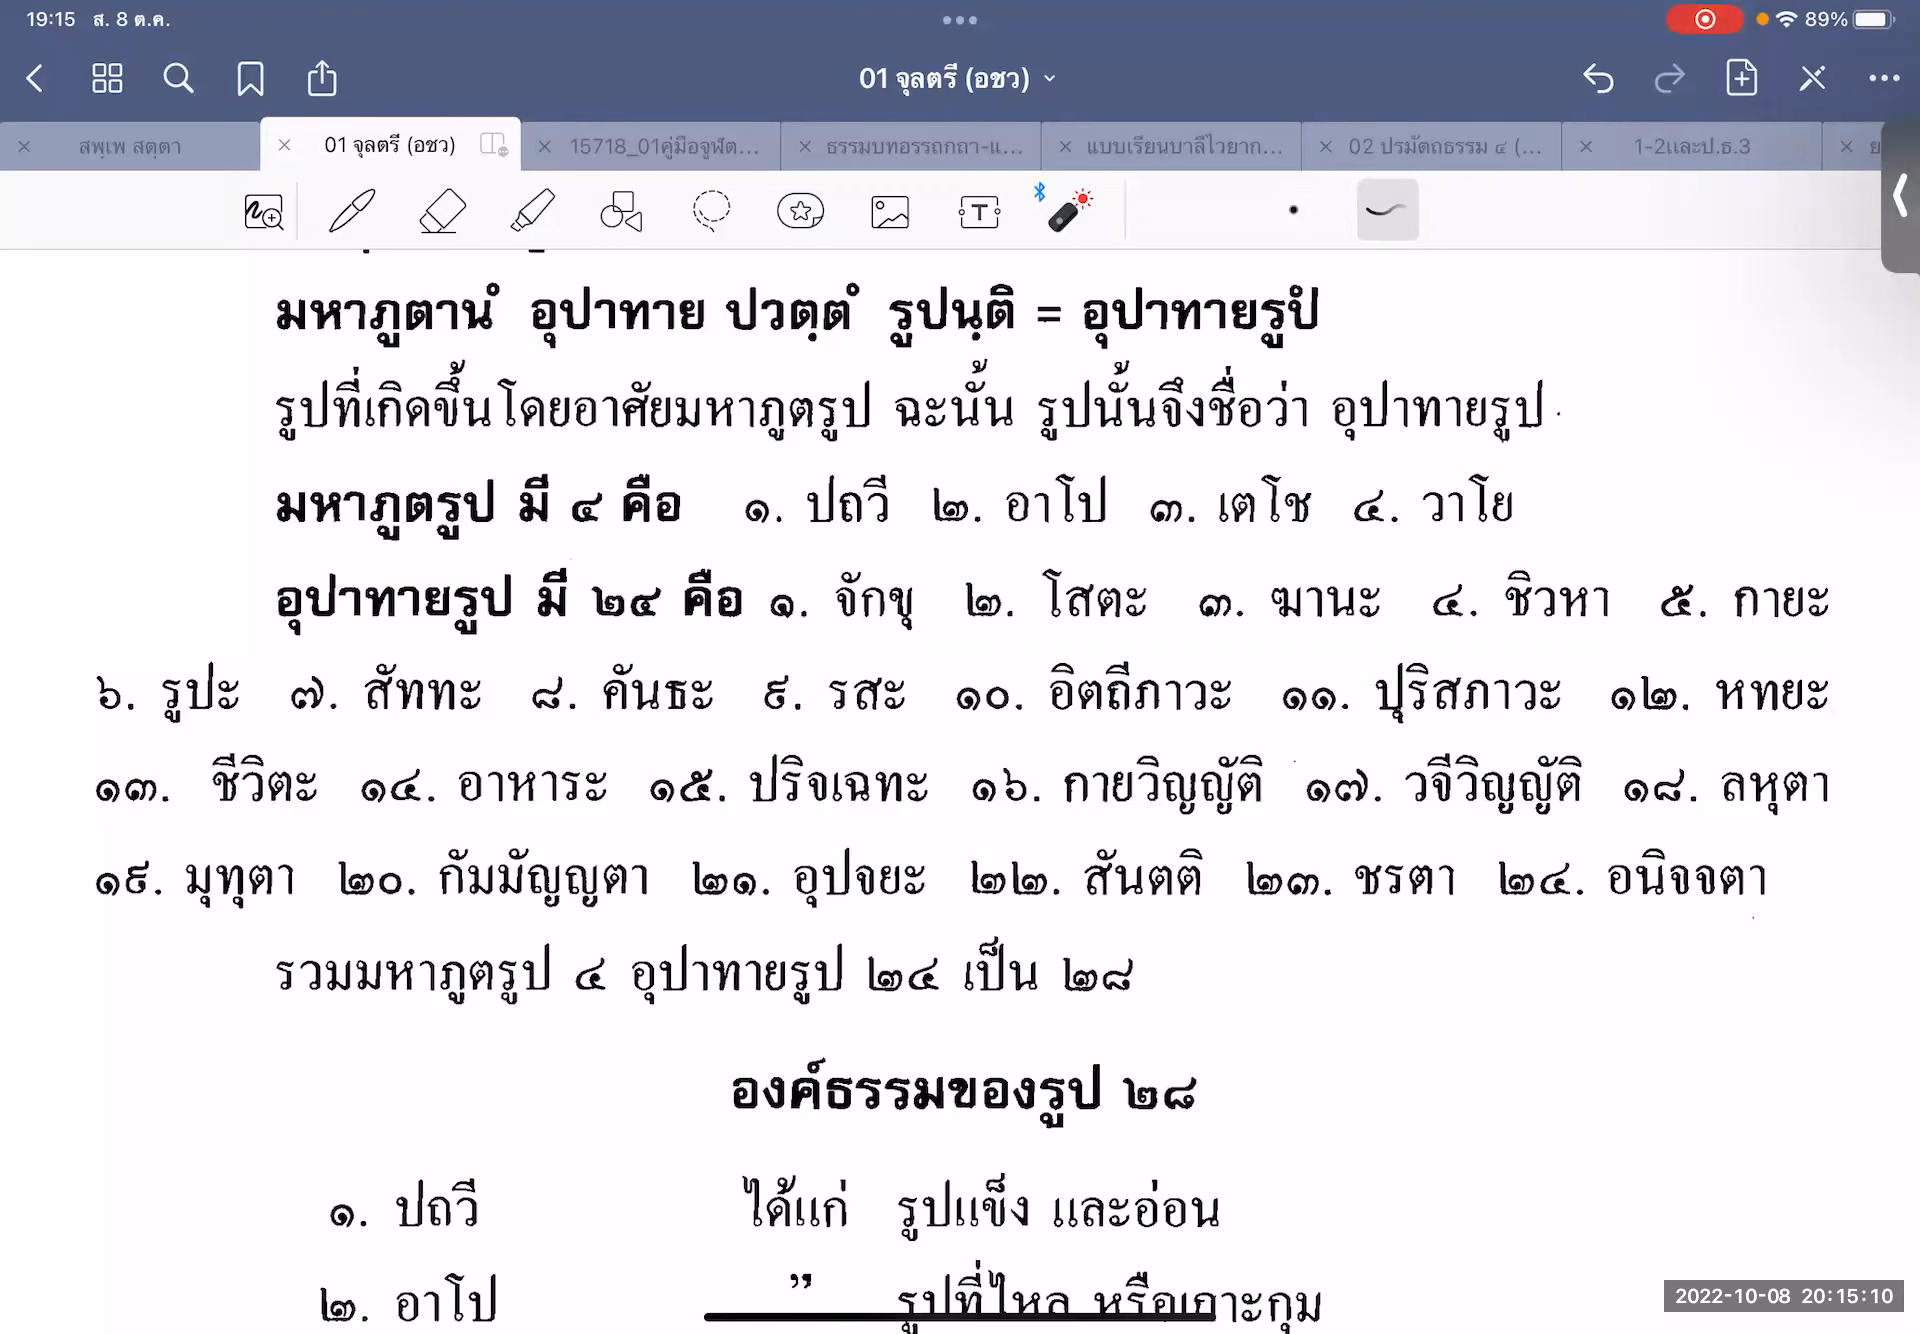 19:15 ส. 8 ต.ค.
89%
01 จุลตรี (อชว)
สพฺเพ สตฺตา
01 จุลตรี (อชว)
15718_01คู่มือจูฬัต...
ธรรมบทอรรถกถา-แ...
แบบเรียนบาลีไวยาก...
02 ปรมัตถธรรม ๔ (...
1-2และป.ธ.3
มหาภูตานํ อุปาทาย ปวตฺตํ รูปนฺติ = อุปาทายรูปํ
รูปที่เกิดขึ้นโดยอาศัยมหาภูตรูป ฉะนั้น รูปนั้นจึงชื่อว่า อุปาทายรูป
มหาภูตรูป มี ๔ คือ ๑. ปถวี ๒. อาโป ๓. เตโช ๔. วาโย
อุปาทายรูป มี ๒๔ คือ ๑. จักขุ ๒. โสตะ ๓. ฆานะ ๔. ชิวหา ๕. กายะ
๖. รูปะ ๗. สัททะ ๘. คันธะ ๙. รสะ ๑๐. อิตถีภาวะ ๑๑. ปุริสภาวะ ๑๒. หทยะ
๑๓. ชีวิตะ ๑๔. อาหาระ ๑๕. ปริจเฉทะ ๑๖. กายวิญญัติ ๑๗. วจีวิญญัติ ๑๘. ลหุตา
๑๙. มุทุตา ๒๐. กัมมัญญตา ๒๑. อุปจยะ ๒๒. สันตติ ๒๓. ชรตา ๒๔. อนิจจตา
รวมมหาภูตรูป ๔ อุปาทายรูป ๒๔ เป็น ๒๘
องค์ธรรมของรูป ๒๘
๑. ปถวี ได้แก่ รูปแข็ง และอ่อน
๒. อาโป ” รูปที่ไหล หรือเกาะกุม
2022-10-08 20:15:10